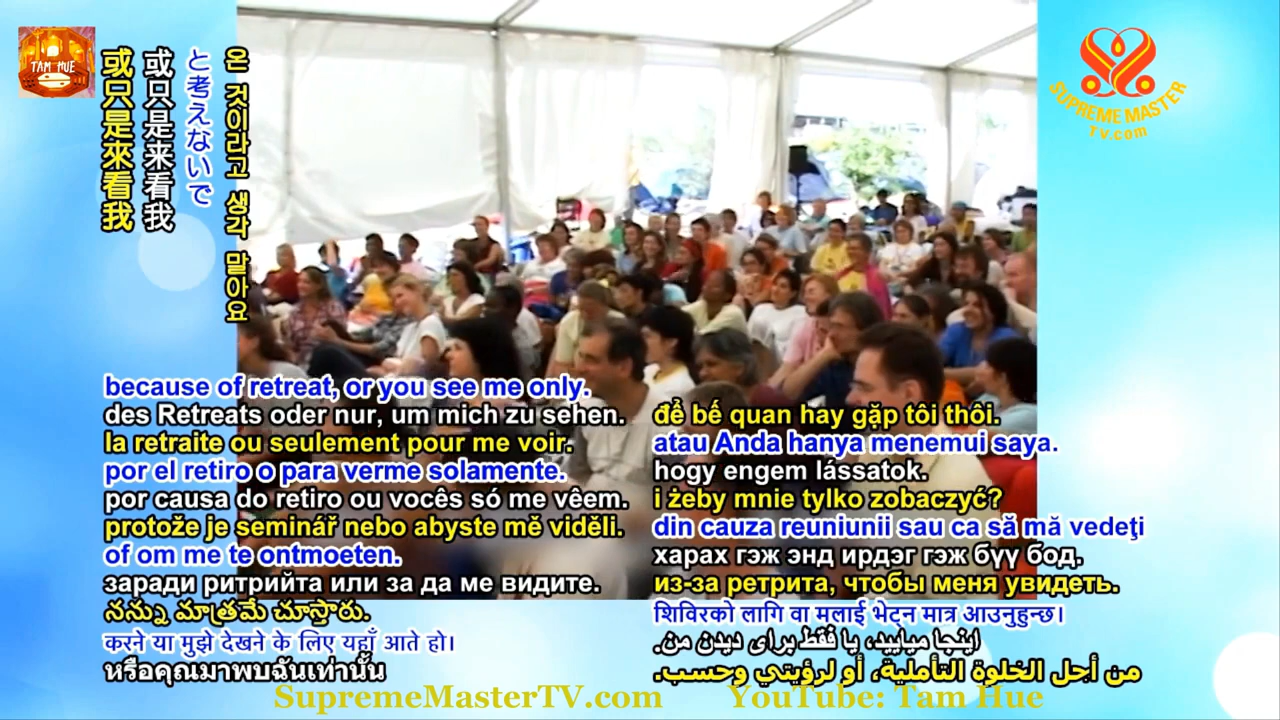 TAM HUE
SUPREME MASTER
TV.com
온 것이라고 생각 말아요
と考えないで
或只是来看我
或只是來看我
because of retreat, or you see me only.
des Retreats oder nur, um mich zu sehen.
la retraite ou seulement pour me voir.
por el retiro o para verme solamente.
por causa do retiro ou vocês só me vêem.
protože je seminář nebo abyste mě viděli.
of om me te ontmoeten.
заради ритрийта или за да ме видите.
నన్ను మాత్రమే చూస్తారు.
करने या मुझे देखने के लिए यहाँ आते हो।
หรือคุณมาพบฉันเท่านั้น
để bế quan hay gặp tôi thôi.
atau Anda hanya menemui saya.
hogy engem lássatok.
i żeby mnie tylko zobaczyć?
din cauza reuniunii sau ca să mă vedeţi
харах гэж энд ирдэг гэж бүү бод.
из-за ретрита, чтобы меня увидеть.
शिविरको लागि वा मलाई भेट्न मात्र आउनुहुन्छ।
اینجا میایید، یا فقط برای دیدن من.
من أجل الخلوة التأملية، أو لرؤيتي وحسب.
SupremeMasterTV.com YouTube: Tam Hue